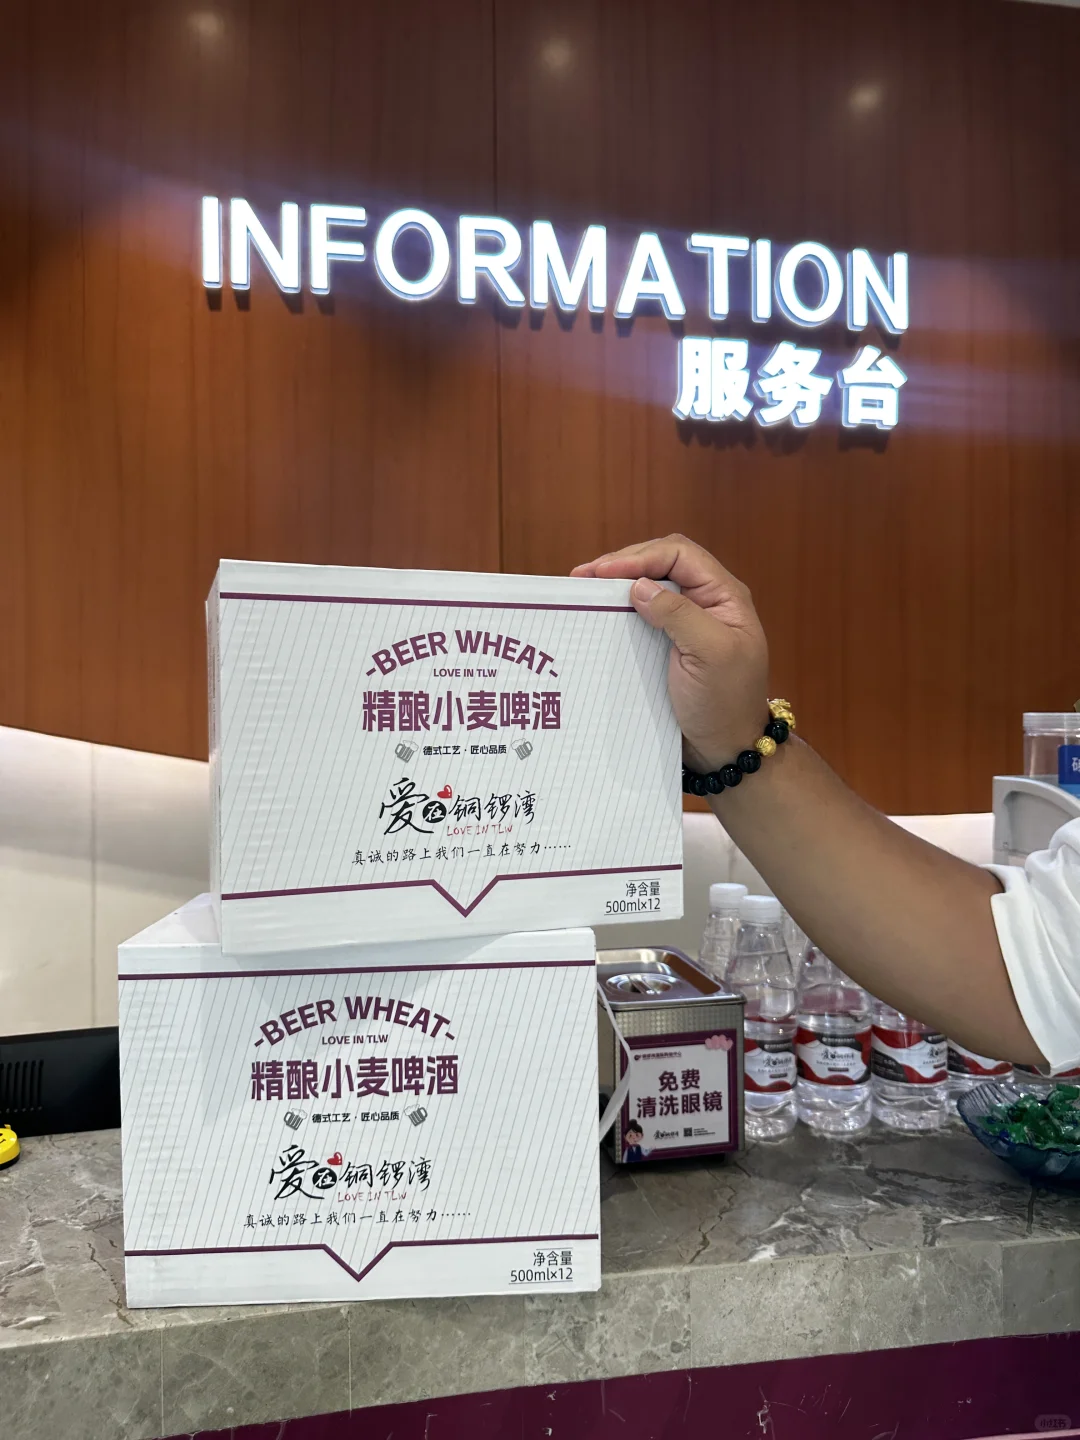 INFORMATION
服务台
-BEER WHEAT-
LOVE IN TLW
精酿小麦啤酒
德式工艺·匠心品质
爱在铜锣湾
LOVE IN TLW
真诚的路上我们一直在努力······
净含量
500ml×12
-BEER WHEAT-
LOVE IN TLW
精酿小麦啤酒
德式工艺·匠心品质
爱在铜锣湾
LOVE IN TLW
真诚的路上我们一直在努力······
净含量
500ml×12
免费
清洗眼镜
小红书